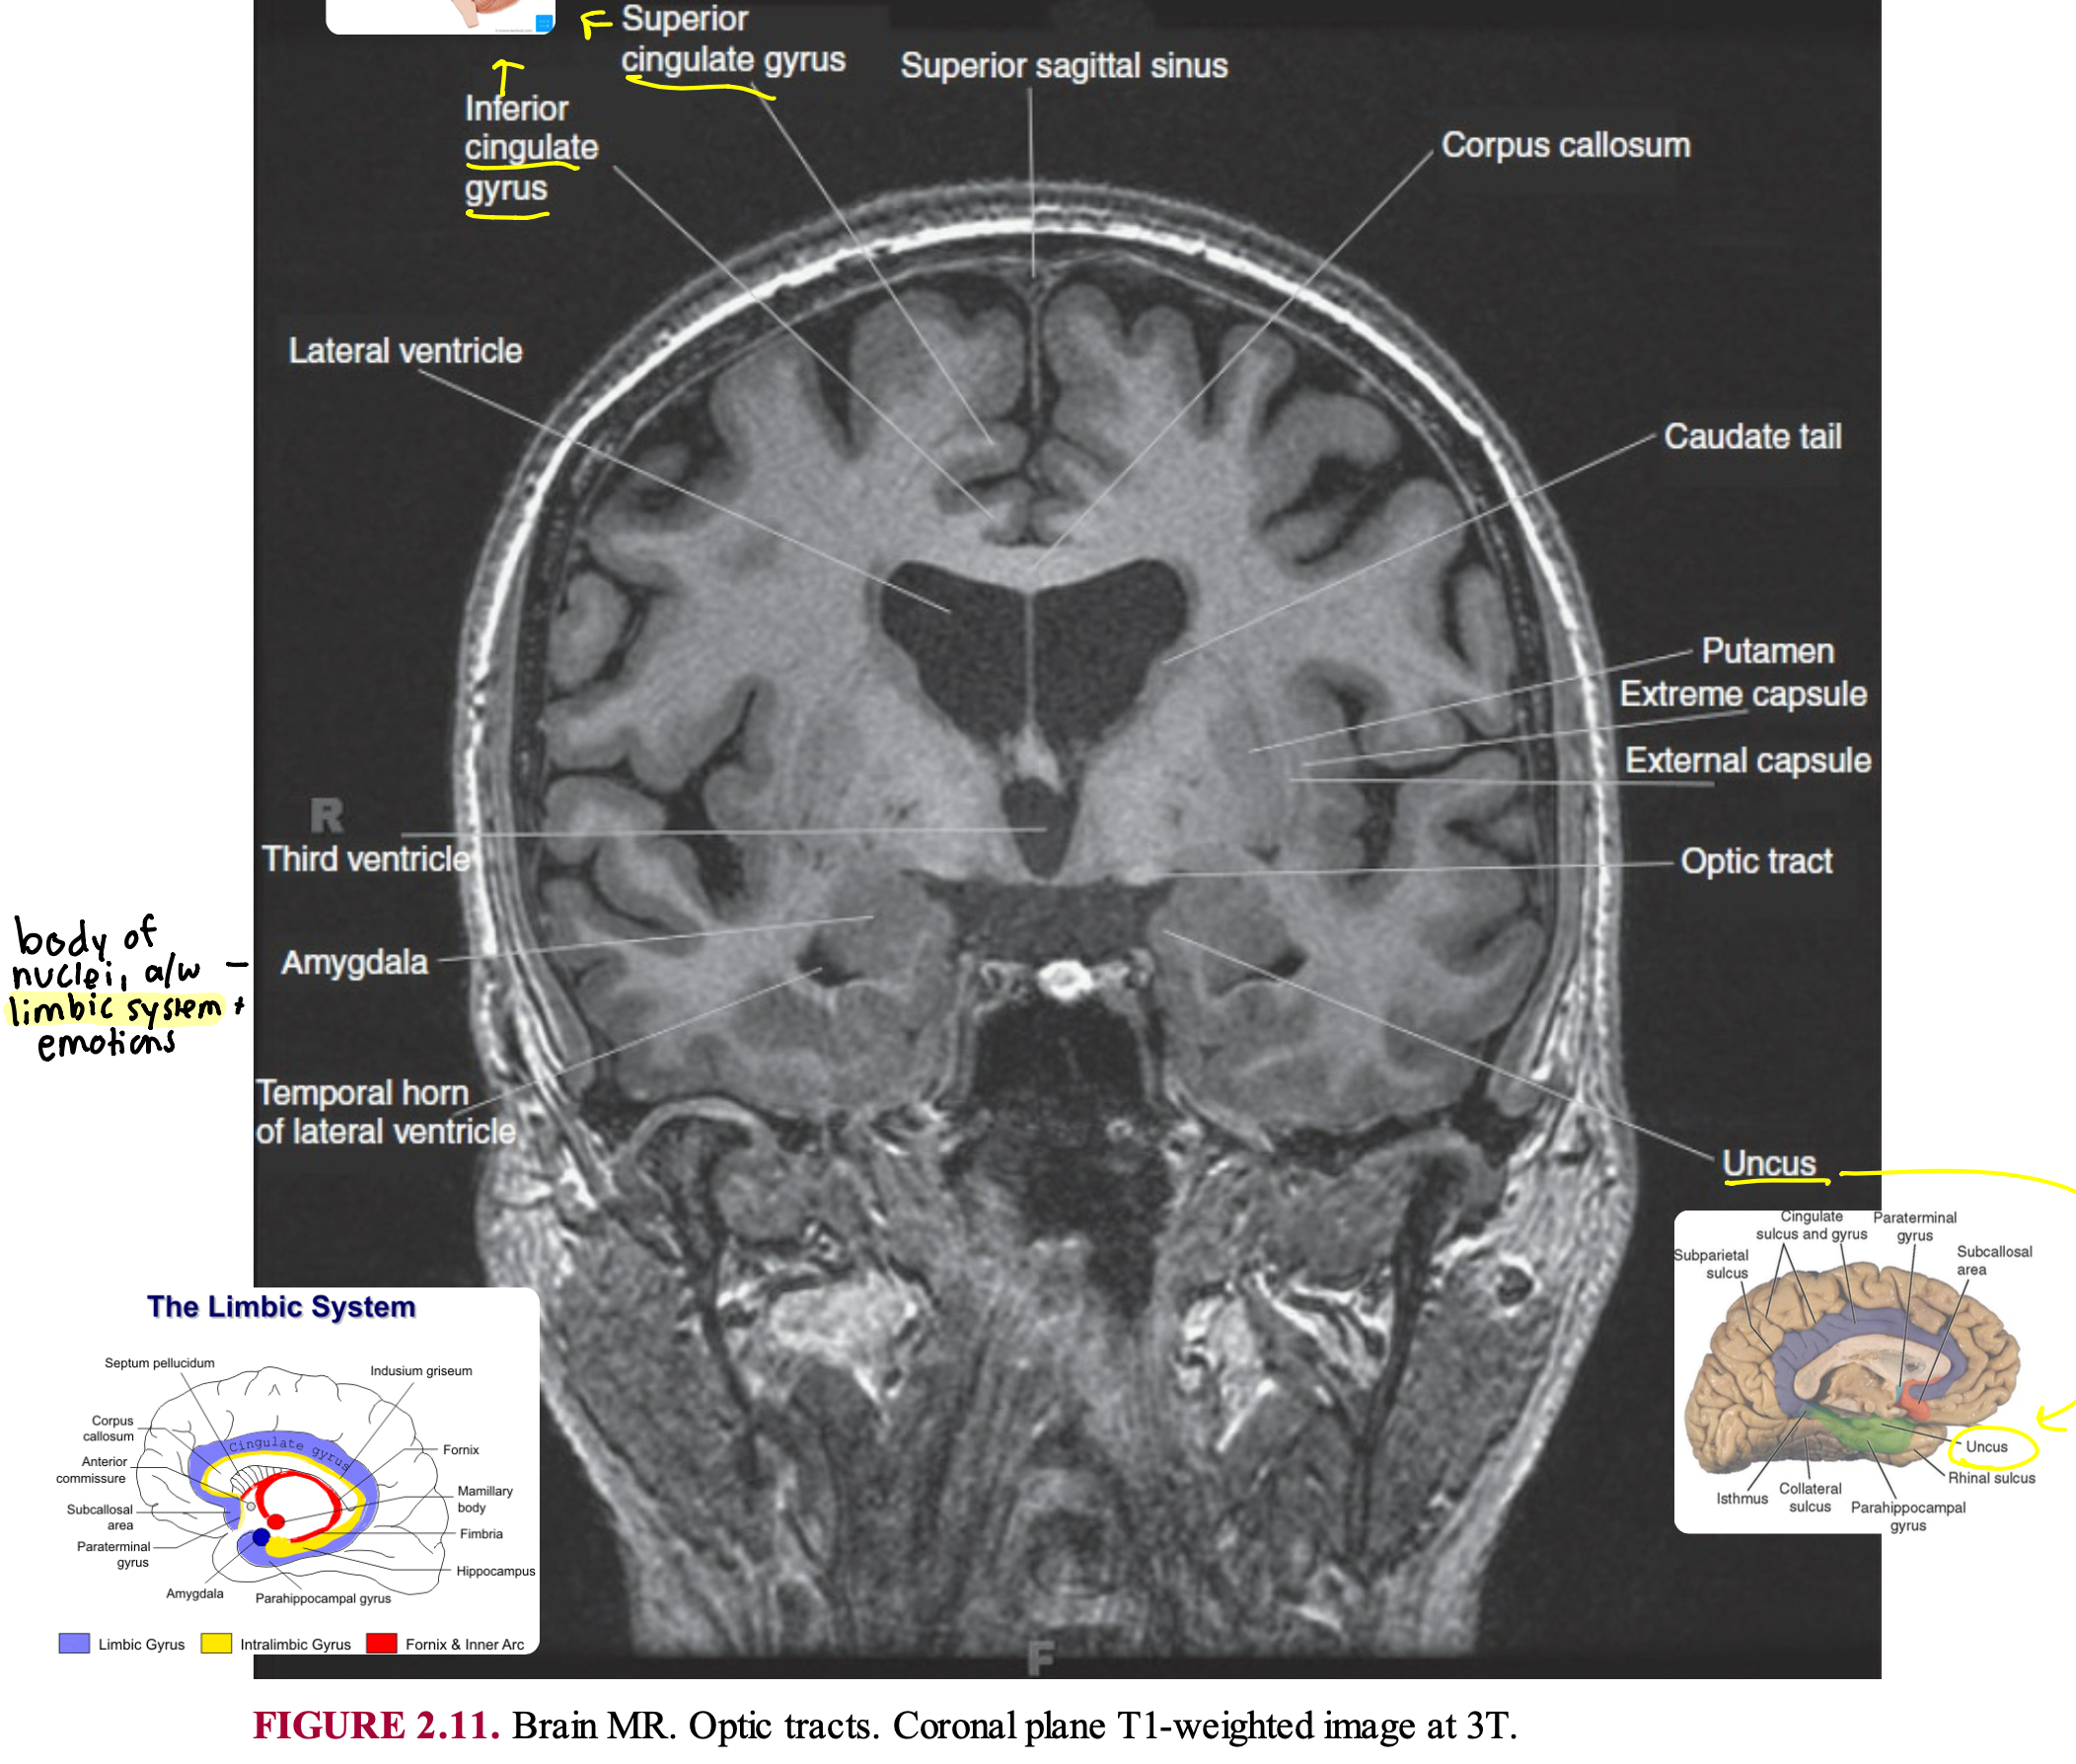 Superior
cingulate gyrus
Superior sagittal sinus
Inferior
cingulate
gyrus
Corpus callosum
Lateral ventricle
Caudate tail
Putamen
Extreme capsule
External capsule
R
Third ventricle
Optic tract
body of
nuclei, a/w -
limbic system +
emotions
Amygdala
Temporal horn
of lateral ventricle
Uncus
Cingulate
sulcus and gyrus
Paraterminal
gyrus
Subparietal
sulcus
Subcallosal
area
Uncus
Rhinal sulcus
Isthmus
Collateral
sulcus
Parahippocampal
gyrus
The Limbic System
Septum pellucidum
Indusium griseum
Corpus
callosum
Cingulate gyrus
Fornix
Anterior
commissure
Mamillary
body
Subcallosal
area
Fimbria
Paraterminal
gyrus
Hippocampus
Amygdala
Parahippocampal gyrus
Limbic Gyrus
Intralimbic Gyrus
Fornix & Inner Arc
F
FIGURE 2.11. Brain MR. Optic tracts. Coronal plane T1-weighted image at 3T.